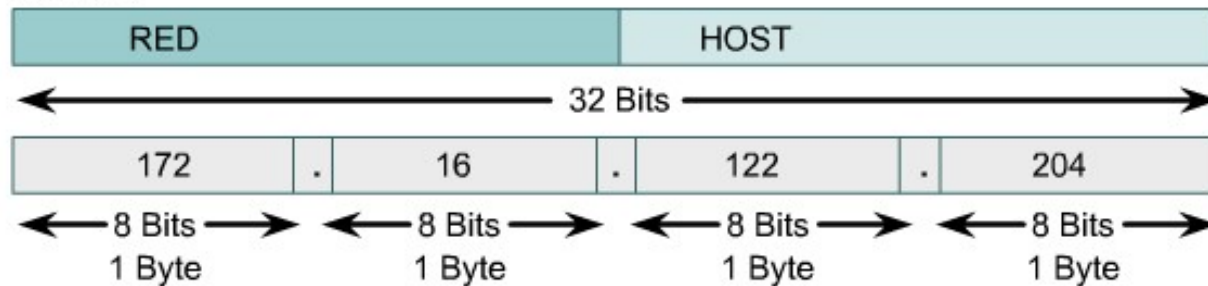 RED HOST
32 Bits
172 . 16 . 122 . 204
8 Bits 8 Bits 8 Bits 8 Bits
1 Byte 1 Byte 1 Byte 1 Byte